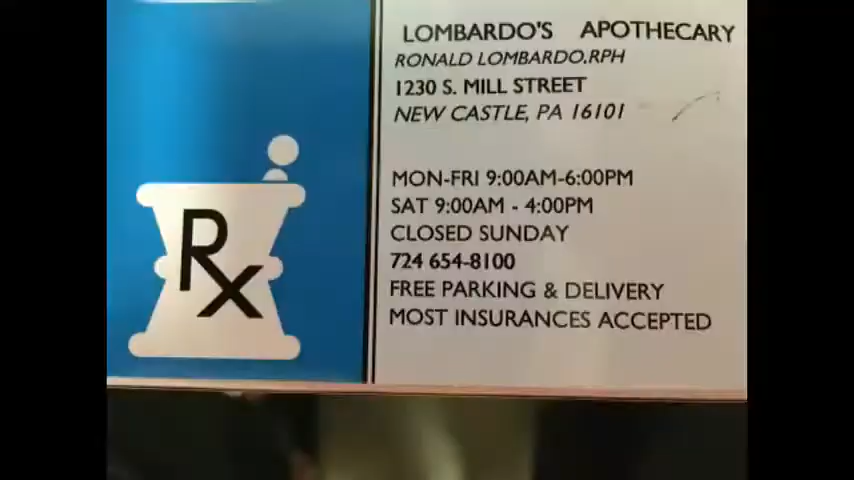 LOMBARDO'S APOTHECARY
RONALD LOMBARDO.RPH
1230 S. MILL STREET
NEW CASTLE, PA 16101
MON-FRI 9:00AM-6:00PM
SAT 9:00AM - 4:00PM
CLOSED SUNDAY
724 654-8100
FREE PARKING & DELIVERY
MOST INSURANCES ACCEPTED
Rx